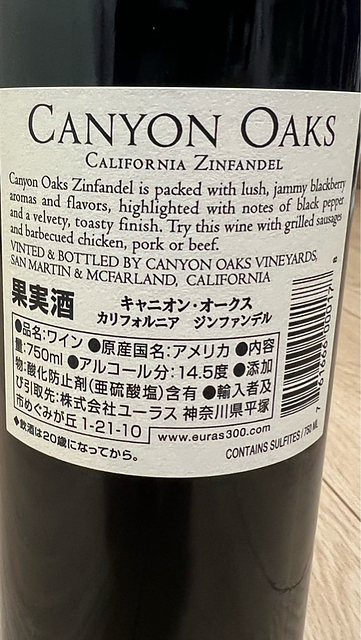 CANYON OAKS
CALIFORNIA ZINFANDEL
Canyon Oaks Zinfandel is packed with lush, jammy blackberry
aromas and flavors, highlighted with notes of black pepper
and a velvety, toasty finish. Try this wine with grilled sausages
and barbecued chicken, pork or beef.
VINTED & BOTTLED BY CANYON OAKS VINEYARDS,
SAN MARTIN & MCFARLAND, CALIFORNIA
果実酒
キャニオン・オークス
カリフォルニア ジンファンデル
●品名:ワイン ●原産国名:アメリカ ●内容
量:750ml ●アルコール分:14.5度 ●添加
物:酸化防止剤(亜硫酸塩)含有 ●輸入者及
び引取先:株式会社ユーラス 神奈川県平塚
市めぐみが丘1-21-10
www.euras300.com
◆飲酒は20歳になってから。
CONTAINS SULFITES / 750 ML